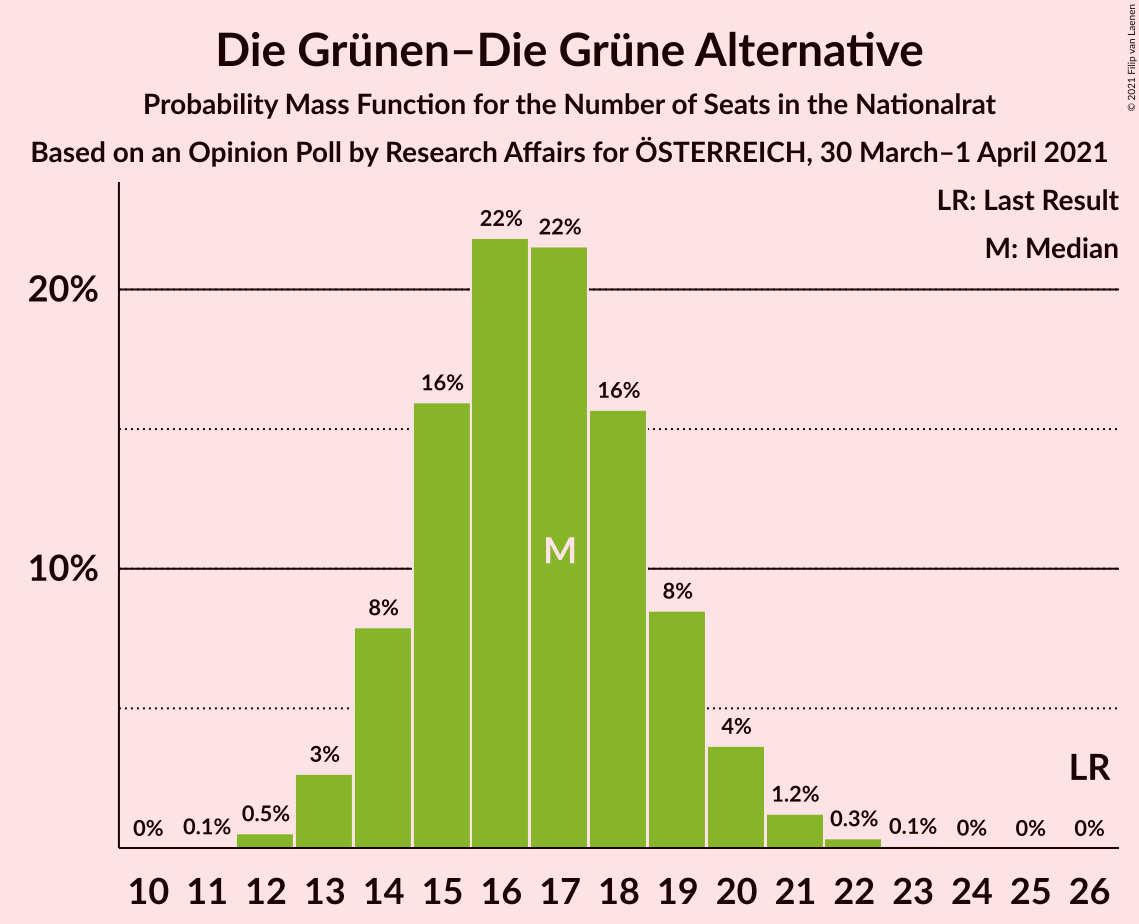 Die Grünen–Die Grüne Alternative
Probability Mass Function for the Number of Seats in the Nationalrat
Based on an Opinion Poll by Research Affairs for ÖSTERREICH, 30 March–1 April 2021
© 2021 Filip van Laenen
LR: Last Result
M: Median
20%
10%
0%
0.1%
0.5%
3%
8%
16%
22%
22%
16%
8%
4%
1.2%
0.3%
0.1%
0%
0%
0%
M
LR
10 11 12 13 14 15 16 17 18 19 20 21 22 23 24 25 26